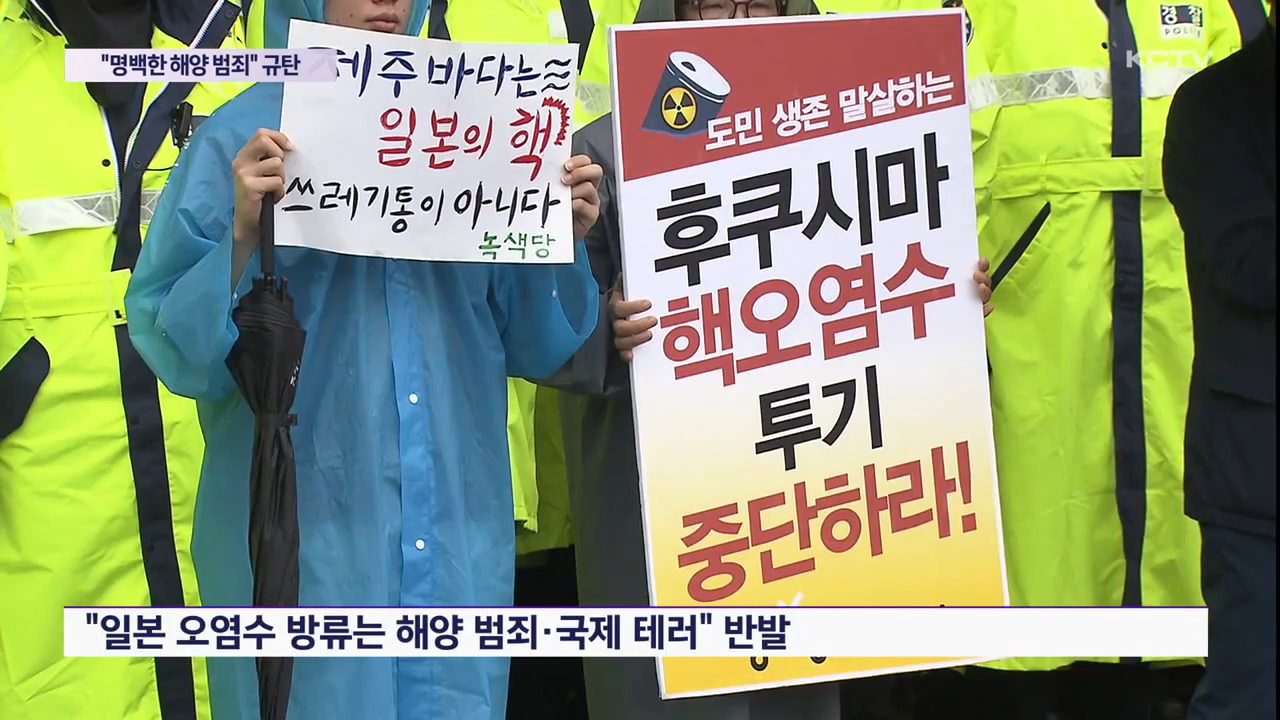 "명백한 해양 범죄" 규탄
KCTV
경찰
POLICE
제주 바다는
일본의 핵
쓰레기통이 아니다
녹색당
도민 생존 말살하는
후쿠시마
핵오염수
투기
중단하라!
"일본 오염수 방류는 해양 범죄·국제 테러" 반발